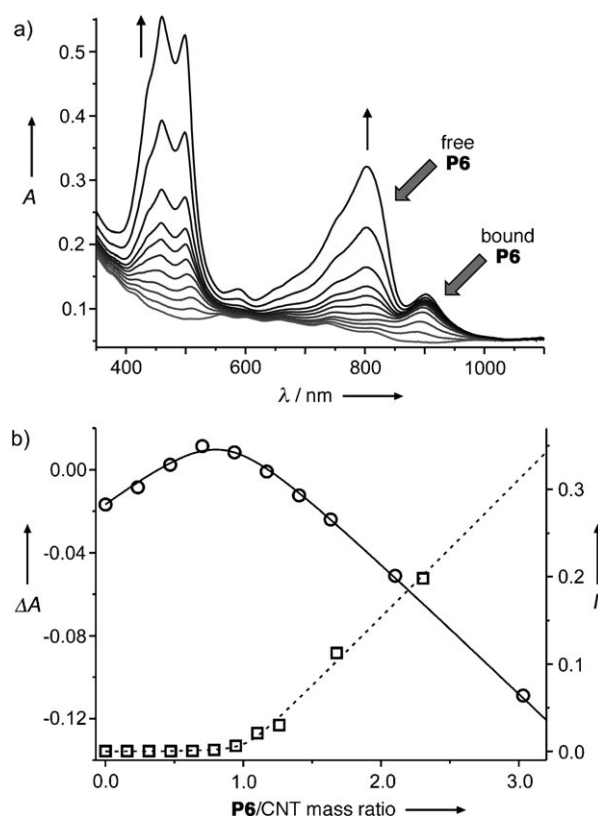 a)
0.5
0.4
0.3
0.2
0.1
A
free
P6
bound
P6
400 600 800 1000
λ / nm
b)
0.00
-0.04
-0.08
-0.12
ΔA
0.3
0.2
0.1
0.0
0.0 1.0 2.0 3.0
P6/CNT mass ratio